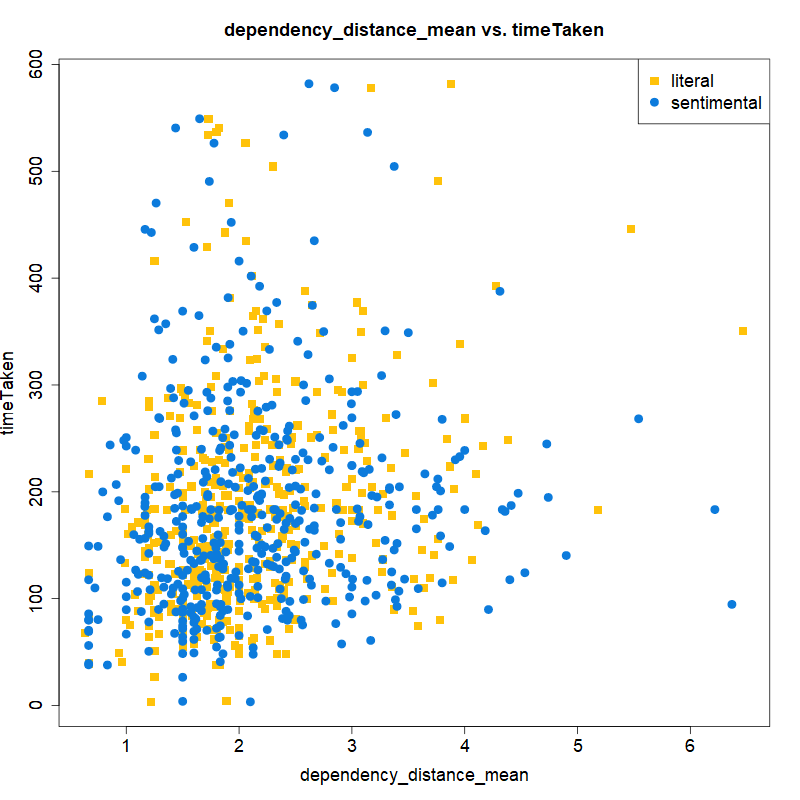 dependency_distance_mean vs. timeTaken
literal
sentimental
timeTaken
600
500
400
300
200
100
0
1 2 3 4 5 6
dependency_distance_mean